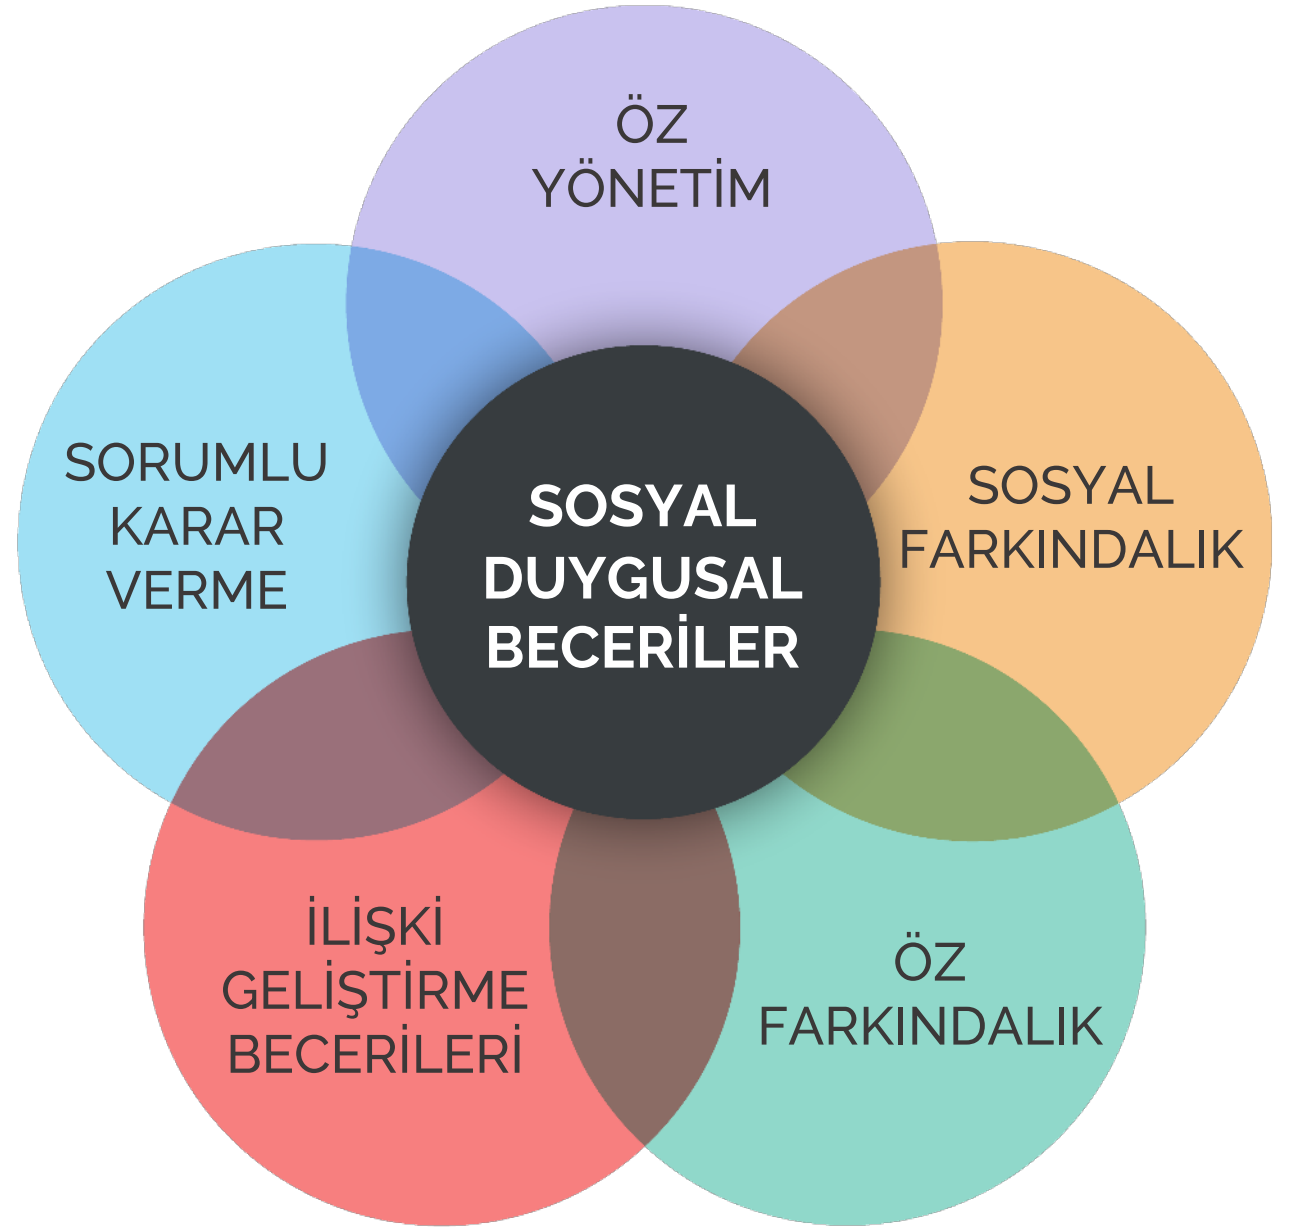 ÖZ
YÖNETİM
SORUMLU
KARAR
VERME
SOSYAL
DUYGUSAL
BECERİLER
SOSYAL
FARKINDALIK
İLİŞKİ
GELİŞTİRME
BECERİLERİ
ÖZ
FARKINDALIK